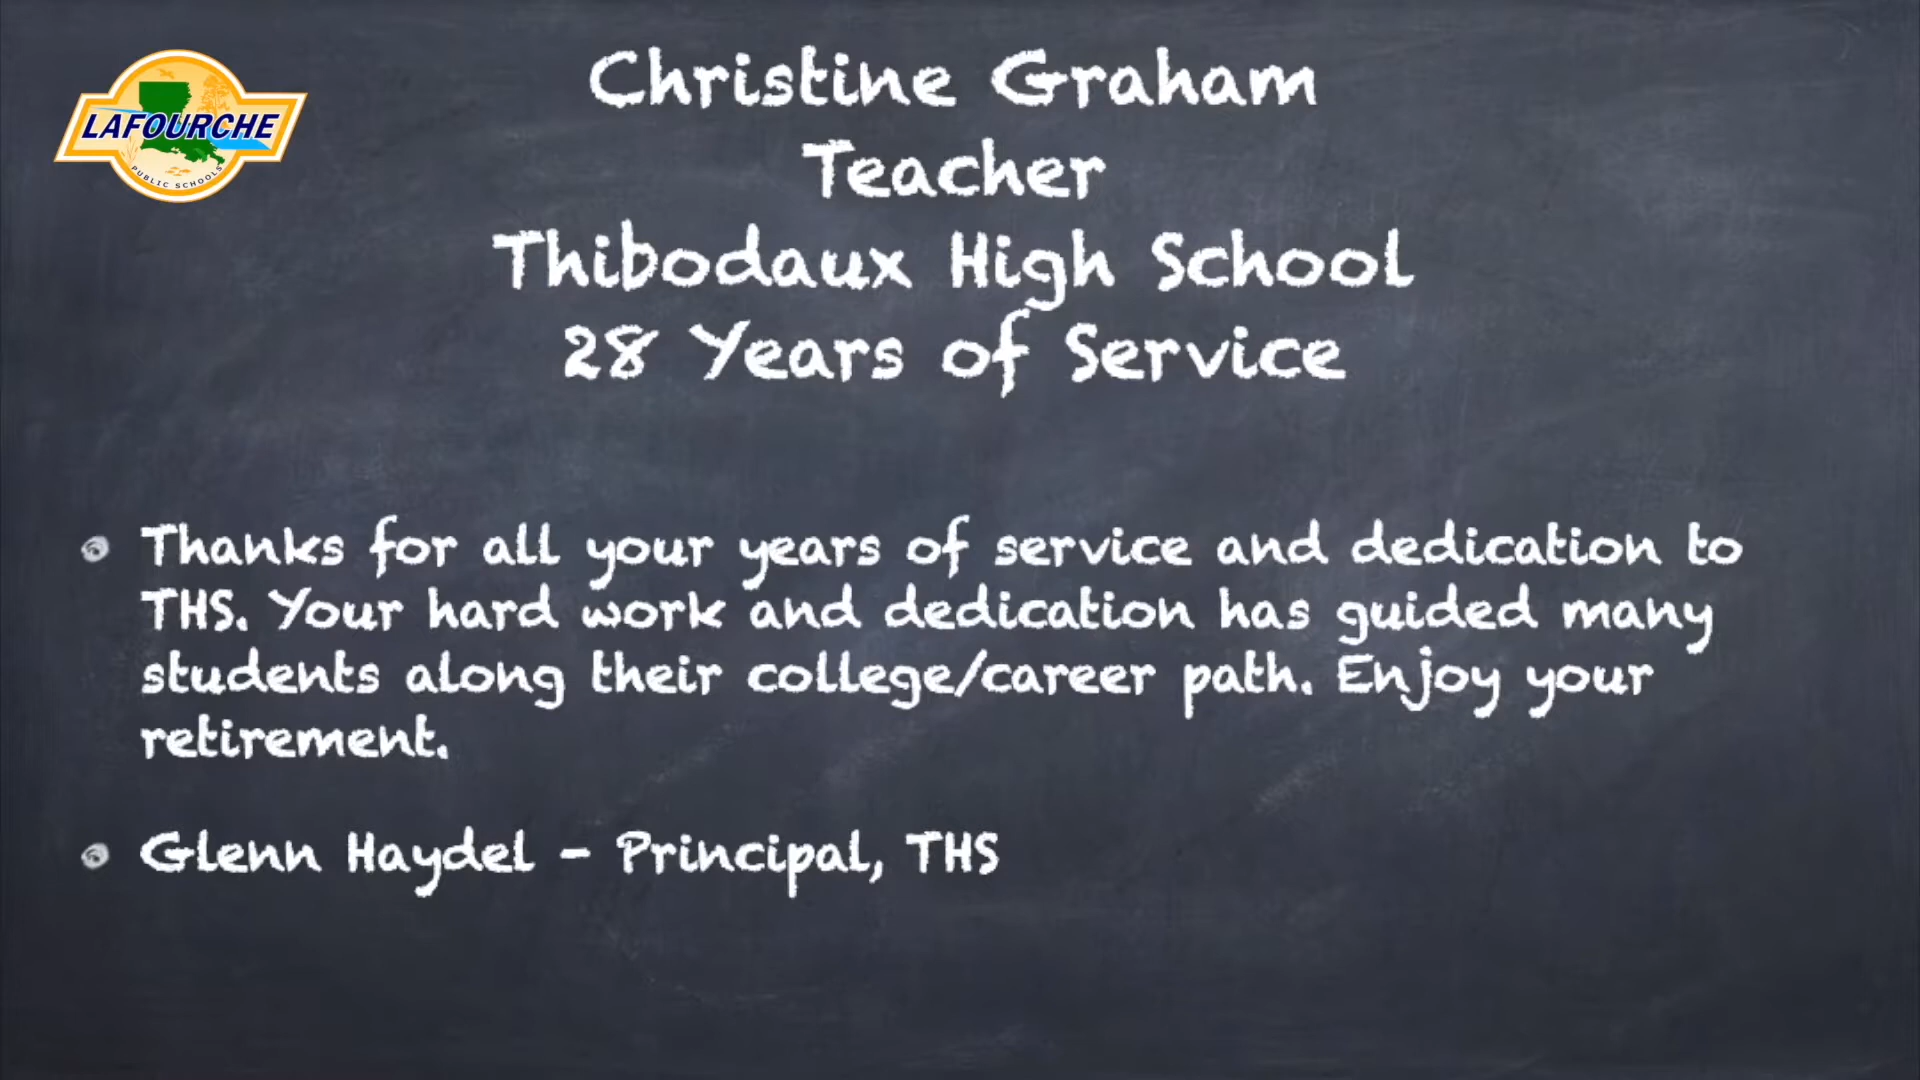 LAFOURCHE
PUBLIC SCHOOLS
Christine Graham
Teacher
Thibodaux High School
28 Years of Service
Thanks for all your years of service and dedication to
THS. Your hard work and dedication has guided many
students along their college/career path. Enjoy your
retirement.
Glenn Haydel - Principal, THS